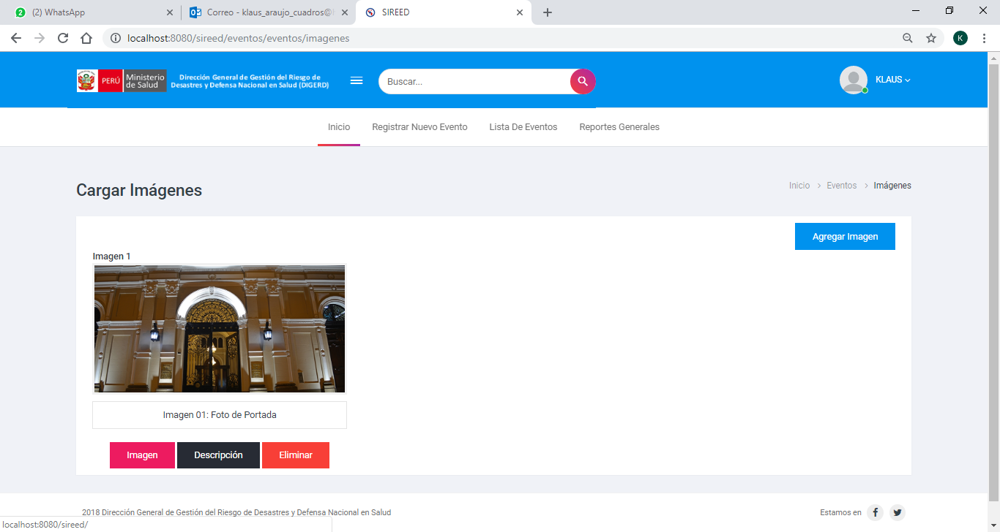 (2) WhatsApp
Correo - klaus_araujo_cuadros@
SIREED
localhost:8080/sireed/eventos/eventos/imagenes
K
PERÚ
Ministerio
de Salud
Dirección General de Gestión del Riesgo de
Desastres y Defensa Nacional en Salud (DIGERD)
Buscar...
KLAUS
Inicio Registrar Nuevo Evento Lista De Eventos Reportes Generales
Cargar Imágenes
Inicio > Eventos > Imágenes
Agregar Imagen
Imagen 1
Imagen 01: Foto de Portada
Imagen Descripción Eliminar
2018 Dirección General de Gestión del Riesgo de Desastres y Defensa Nacional en Salud
Estamos en
localhost:8080/sireed/